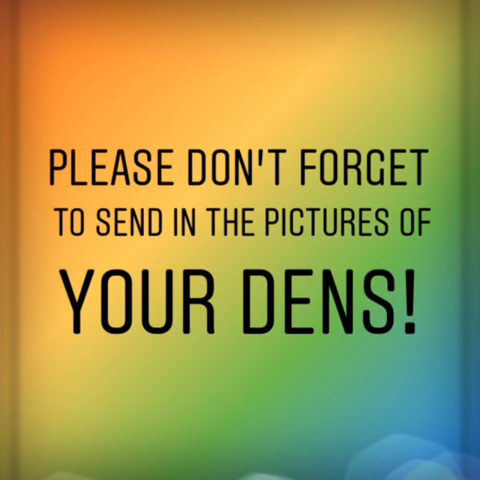 PLEASE DON'T FORGET
TO SEND IN THE PICTURES OF
YOUR DENS!